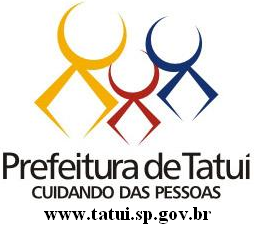 Prefeitura de Tatuí
CUIDANDO DAS PESSOAS
www.tatui.sp.gov.br